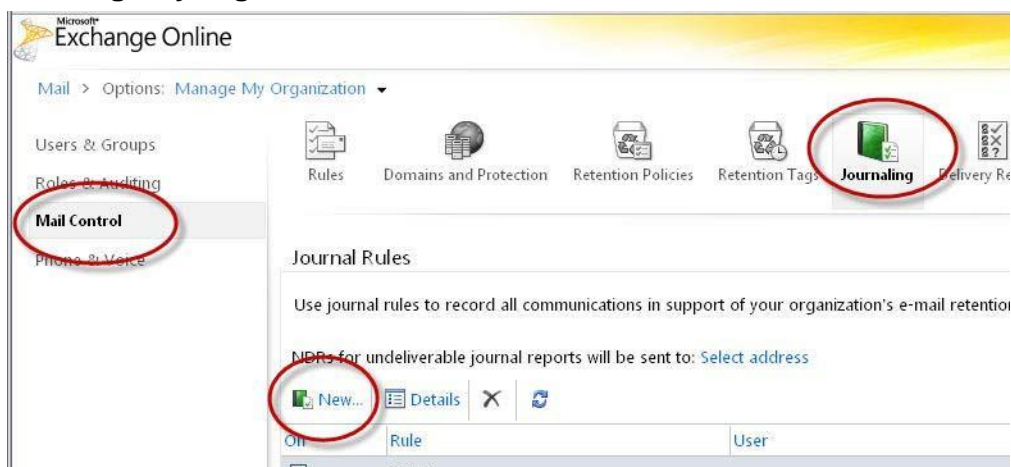 Microsoft
Exchange Online
Mail > Options: Manage My Organization
Users & Groups
Roles & Auditing
Mail Control
Phone & Voice
Rules
Domains and Protection
Retention Policies
Retention Tags
Journaling
Delivery Re
Journal Rules
Use journal rules to record all communications in support of your organization's e-mail retention
NDRs for undeliverable journal reports will be sent to: Select address
New... Details
On Rule User